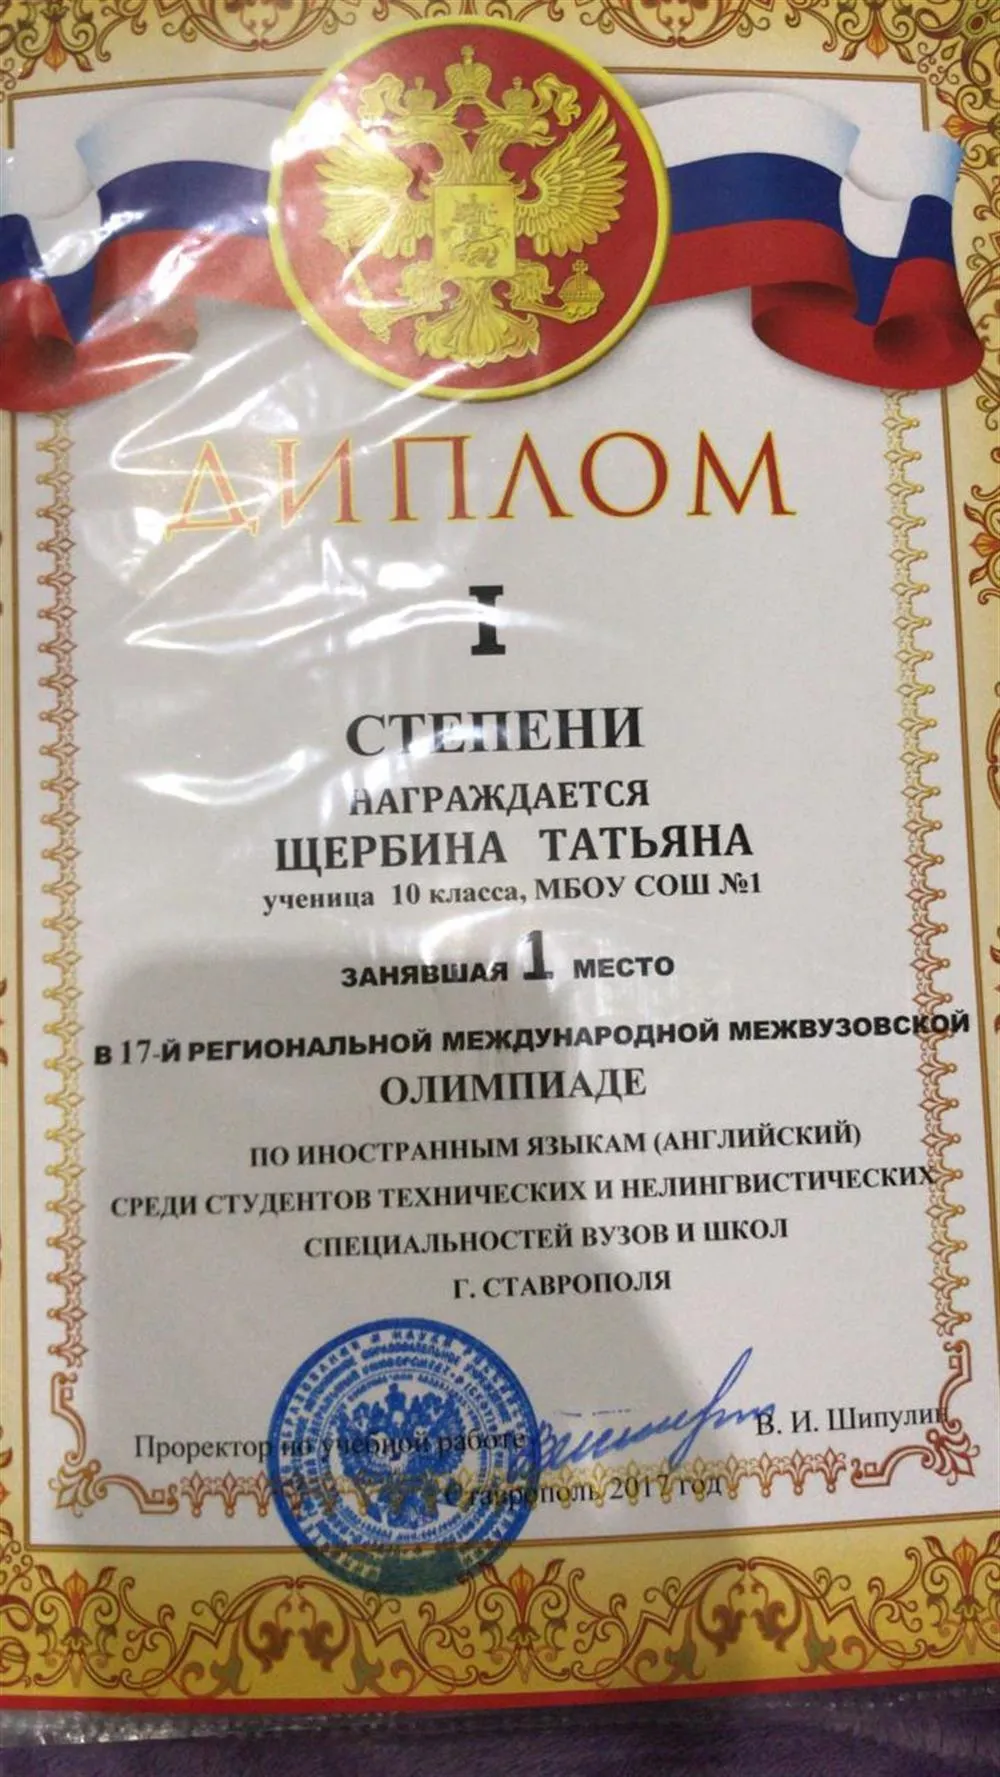 ДИПЛОМ
I
СТЕПЕНИ
НАГРАЖДАЕТСЯ
ЩЕРБИНА ТАТЬЯНА
ученица 10 класса, МБОУ СОШ №1
ЗАНЯВШАЯ 1 МЕСТО
В 17-Й РЕГИОНАЛЬНОЙ МЕЖДУНАРОДНОЙ МЕЖВУЗОВСКОЙ
ОЛИМПИАДЕ
ПО ИНОСТРАННЫМ ЯЗЫКАМ (АНГЛИЙСКИЙ)
СРЕДИ СТУДЕНТОВ ТЕХНИЧЕСКИХ И НЕЛИНГВИСТИЧЕСКИХ
СПЕЦИАЛЬНОСТЕЙ ВУЗОВ И ШКОЛ
Г. СТАВРОПОЛЯ
Проректор по учебной работе В. И. Шипулин
Ставрополь, 2017 год